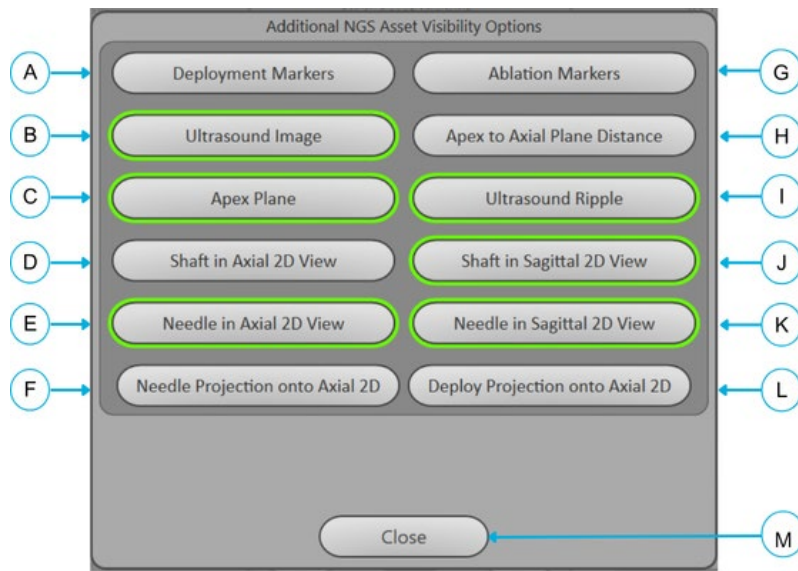 Additional NGS Asset Visibility Options
A Deployment Markers Ablation Markers G
B Ultrasound Image Apex to Axial Plane Distance H
C Apex Plane Ultrasound Ripple I
D Shaft in Axial 2D View Shaft in Sagittal 2D View J
E Needle in Axial 2D View Needle in Sagittal 2D View K
F Needle Projection onto Axial 2D Deploy Projection onto Axial 2D L
Close M